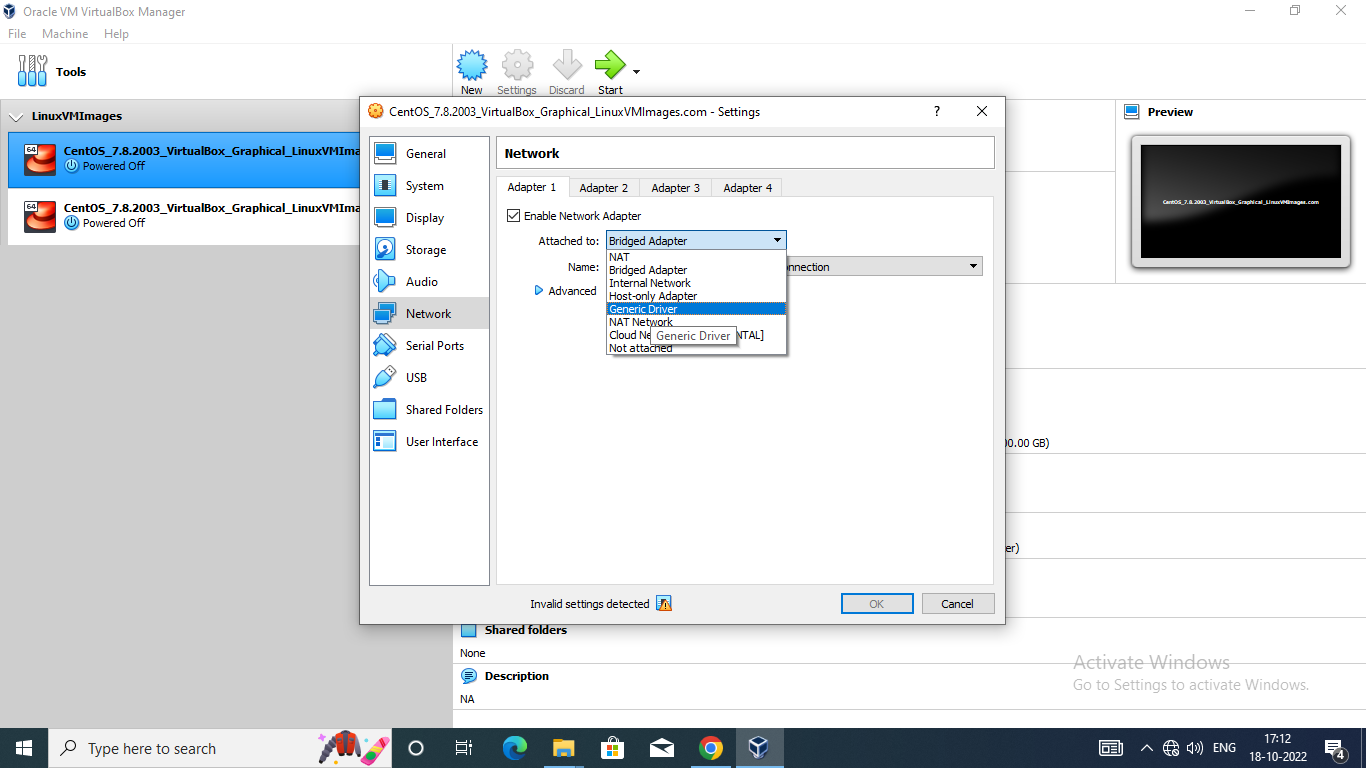 Oracle VM VirtualBox Manager
File Machine Help
Tools
New Settings Discard Start
LinuxVMImages
64
CentOS_7.8.2003_VirtualBox_Graphical_LinuxVMIma
Powered Off
64
CentOS_7.8.2003_VirtualBox_Graphical_LinuxVMIma
Powered Off
CentOS_7.8.2003_VirtualBox_Graphical_LinuxVMImages.com - Settings
?
General
System
Display
Storage
Audio
Network
Serial Ports
USB
Shared Folders
User Interface
Network
Adapter 1 Adapter 2 Adapter 3 Adapter 4
Enable Network Adapter
Attached to: Bridged Adapter
Name: nnection
Advanced
NAT
Bridged Adapter
Internal Network
Host-only Adapter
Generic Driver
NAT Network
Cloud Ne NTAL]
Generic Driver
Not attached
Invalid settings detected
OK Cancel
Preview
CentOS_7.8.2003_VirtualBox_Graphical_LinuxVMImages.com
00.00 GB)
er)
Shared folders
None
Description
NA
Activate Windows
Go to Settings to activate Windows.
Type here to search
ENG
17:12
18-10-2022
4